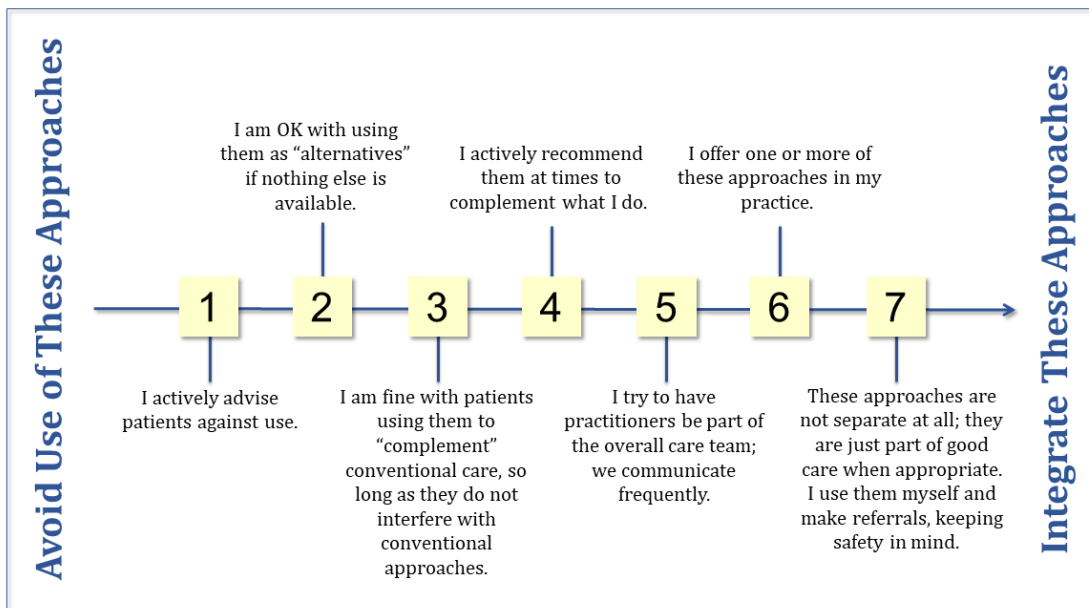 Avoid Use of These Approaches
I am OK with using
them as “alternatives”
if nothing else is
available.
I actively recommend
them at times to
complement what I do.
I offer one or more of
these approaches in my
practice.
1
2
3
4
5
6
7
I actively advise
patients against use.
I am fine with patients
using them to
“complement”
conventional care, so
long as they do not
interfere with
conventional
approaches.
I try to have
practitioners be part
of the overall care
team; we communicate
frequently.
These approaches are
not separate at all; they
are just part of good
care when appropriate.
I use them myself and
make referrals, keeping
safety in mind.
Integrate These Approaches